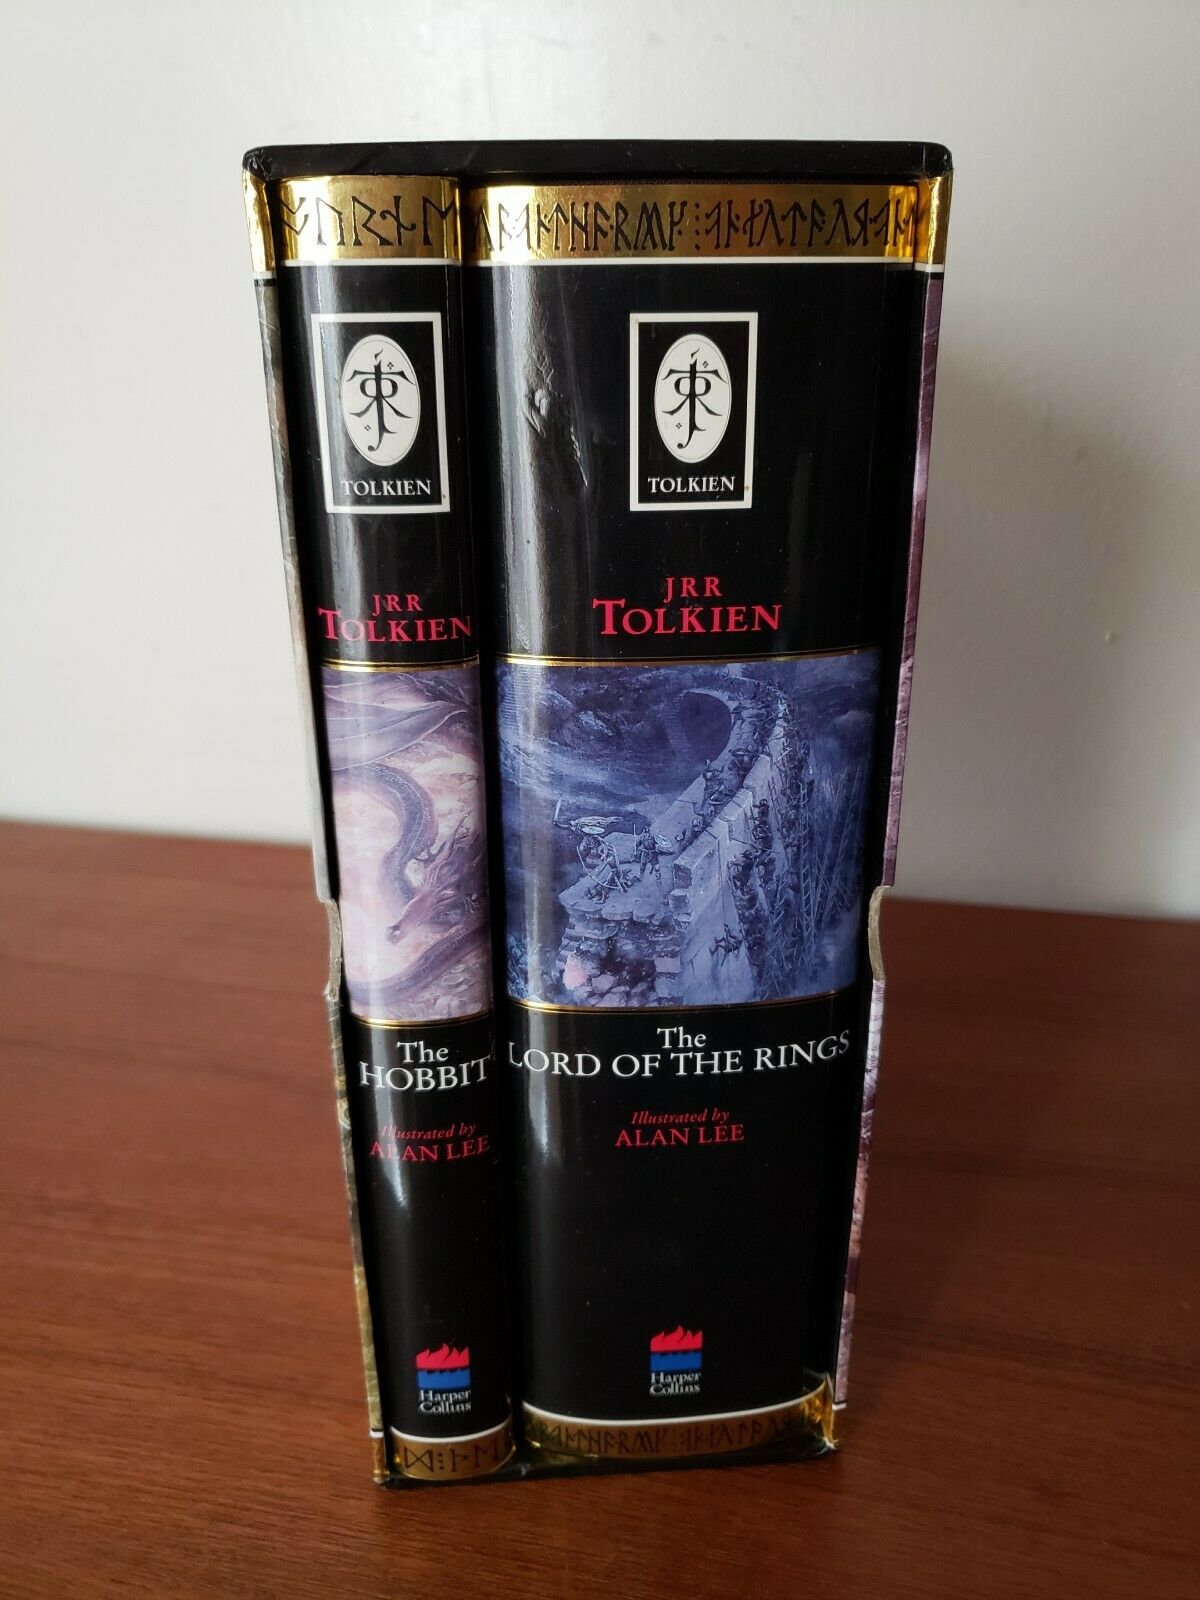 TOLKIEN
JRR
TOLKIEN
The
HOBBIT
Illustrated by
ALAN LEE
Harper
Collins
TOLKIEN
JRR
TOLKIEN
The
LORD OF THE RINGS
Illustrated by
ALAN LEE
Harper
Collins